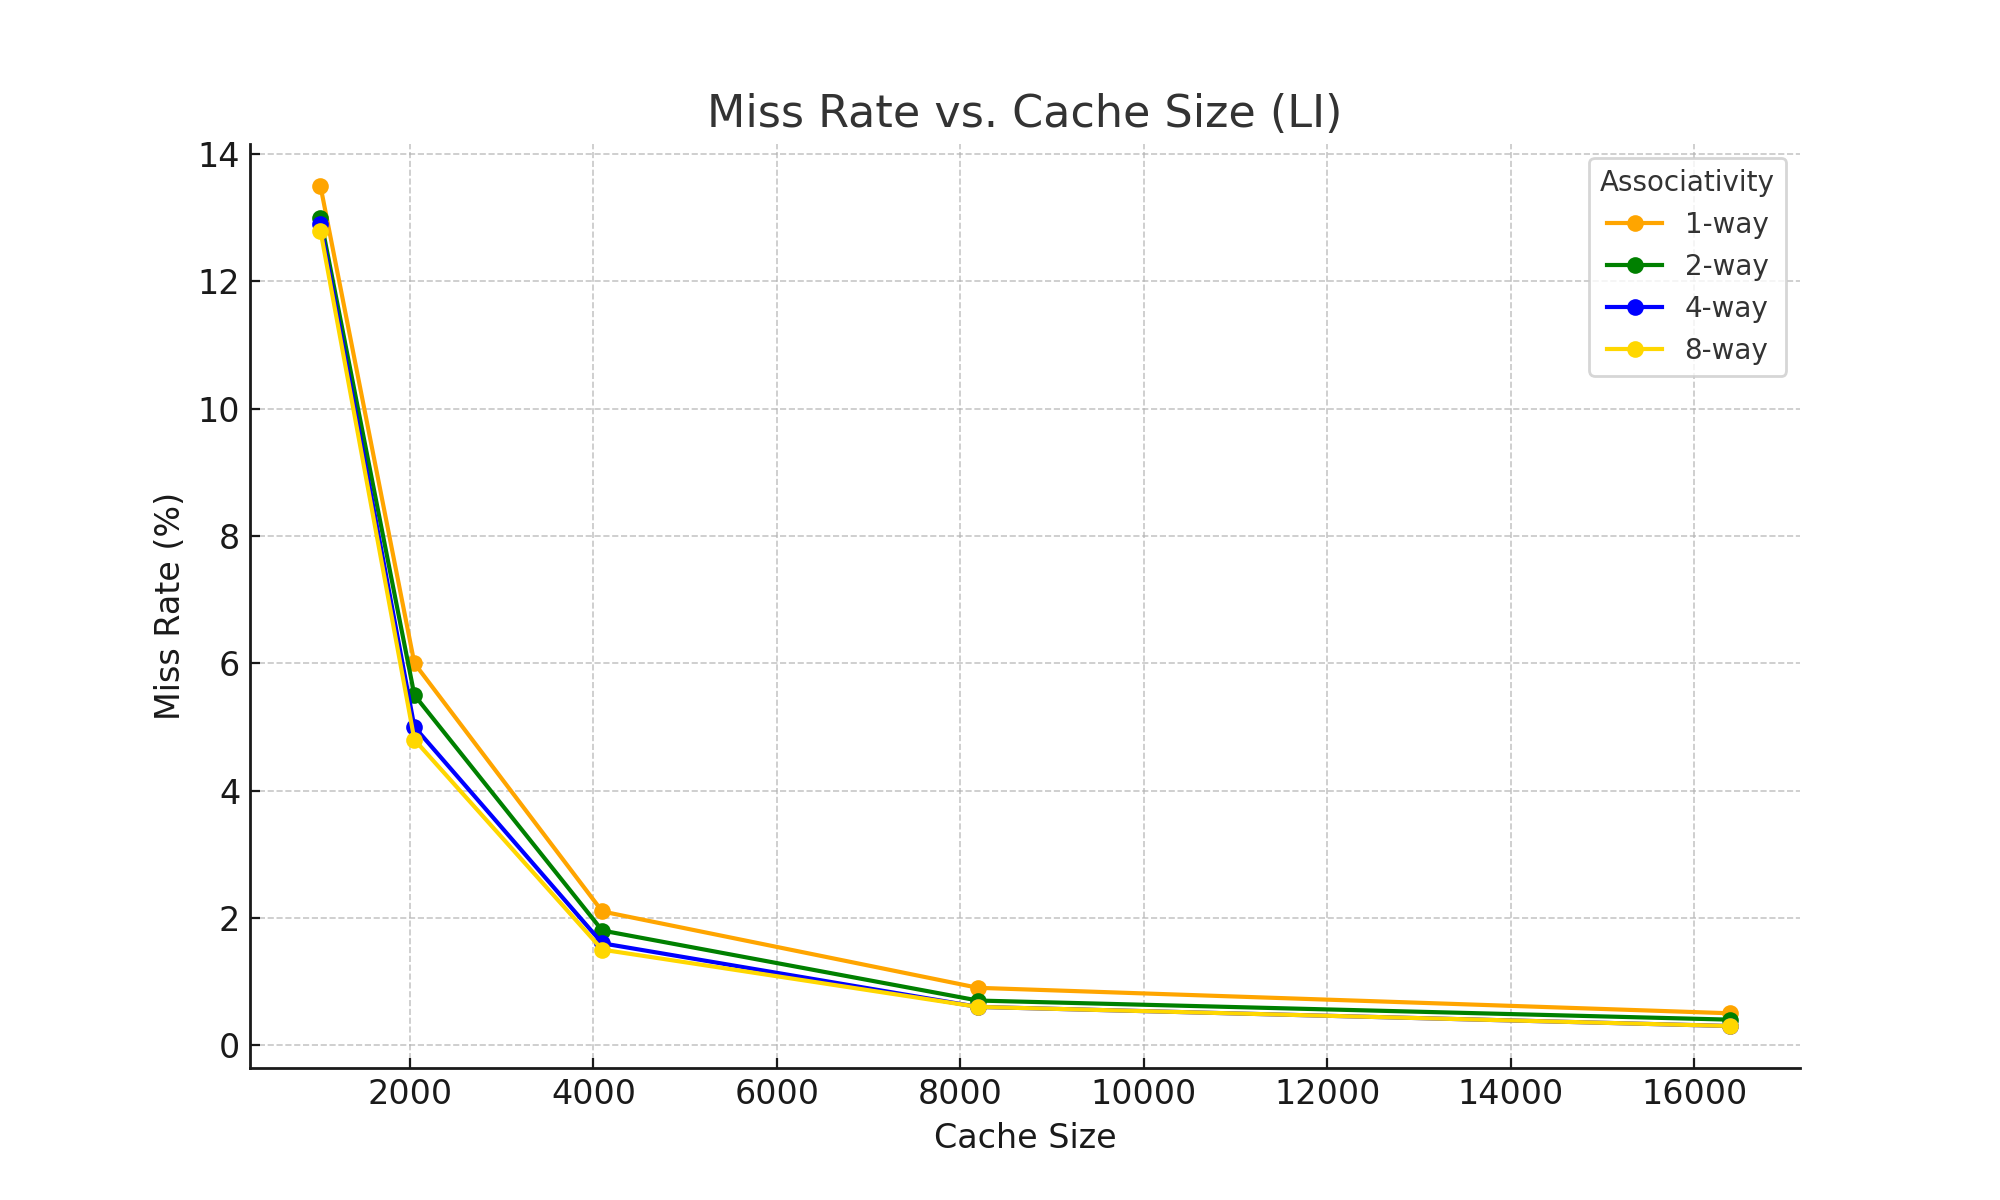 Miss Rate vs. Cache Size (LI)
14
12
10
8
6
4
2
0
Miss Rate (%)
Associativity
1-way
2-way
4-way
8-way
2000 4000 6000 8000 10000 12000 14000 16000
Cache Size